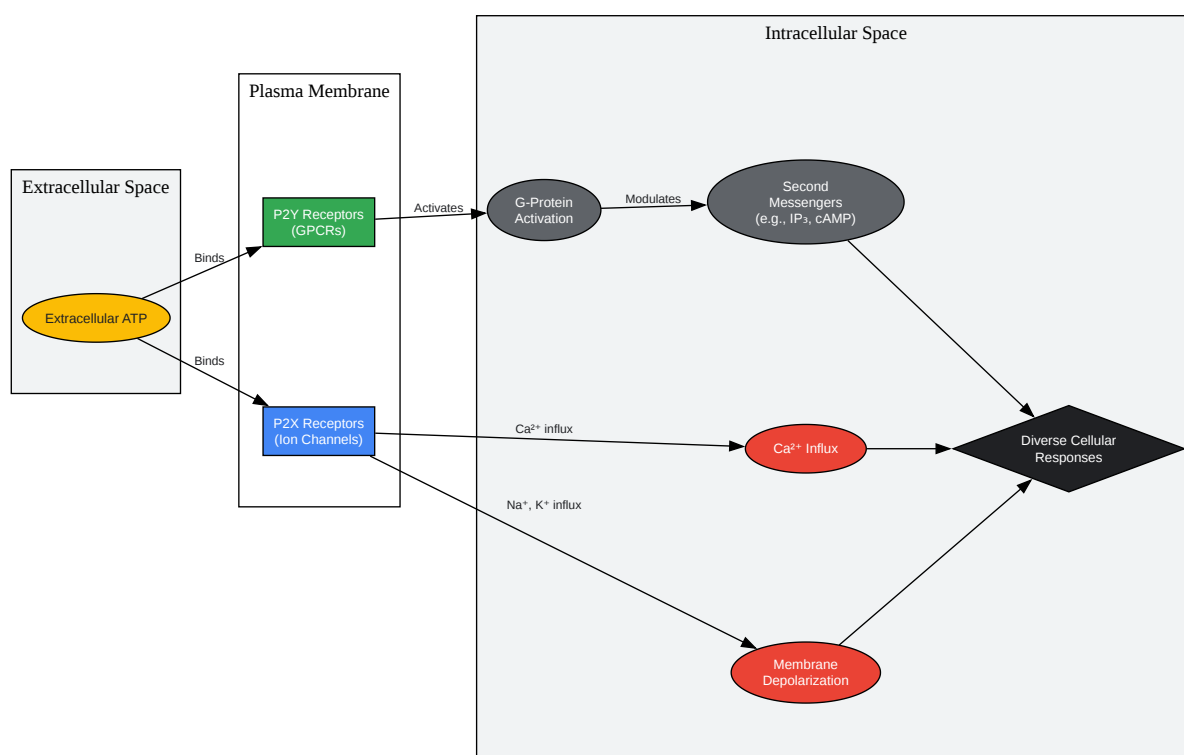 Intracellular Space
Plasma Membrane
Extracellular Space
P2Y Receptors
(GPCRs)
Activates
G-Protein
Activation
Modulates
Second
Messengers
(e.g., IP₃, cAMP)
Binds
Extracellular ATP
Binds
P2X Receptors
(Ion Channels)
Ca²⁺ influx
Ca²⁺ Influx
Diverse Cellular
Responses
Na⁺, K⁺ influx
Membrane
Depolarization